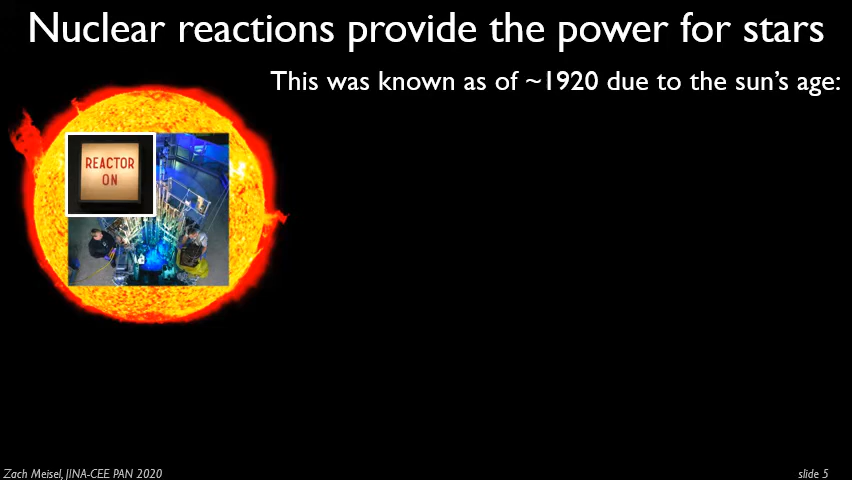 Nuclear reactions provide the power for stars
This was known as of ~1920 due to the sun's age:
REACTOR
ON
Zach Meisel, JINA-CEE PAN 2020
slide 5